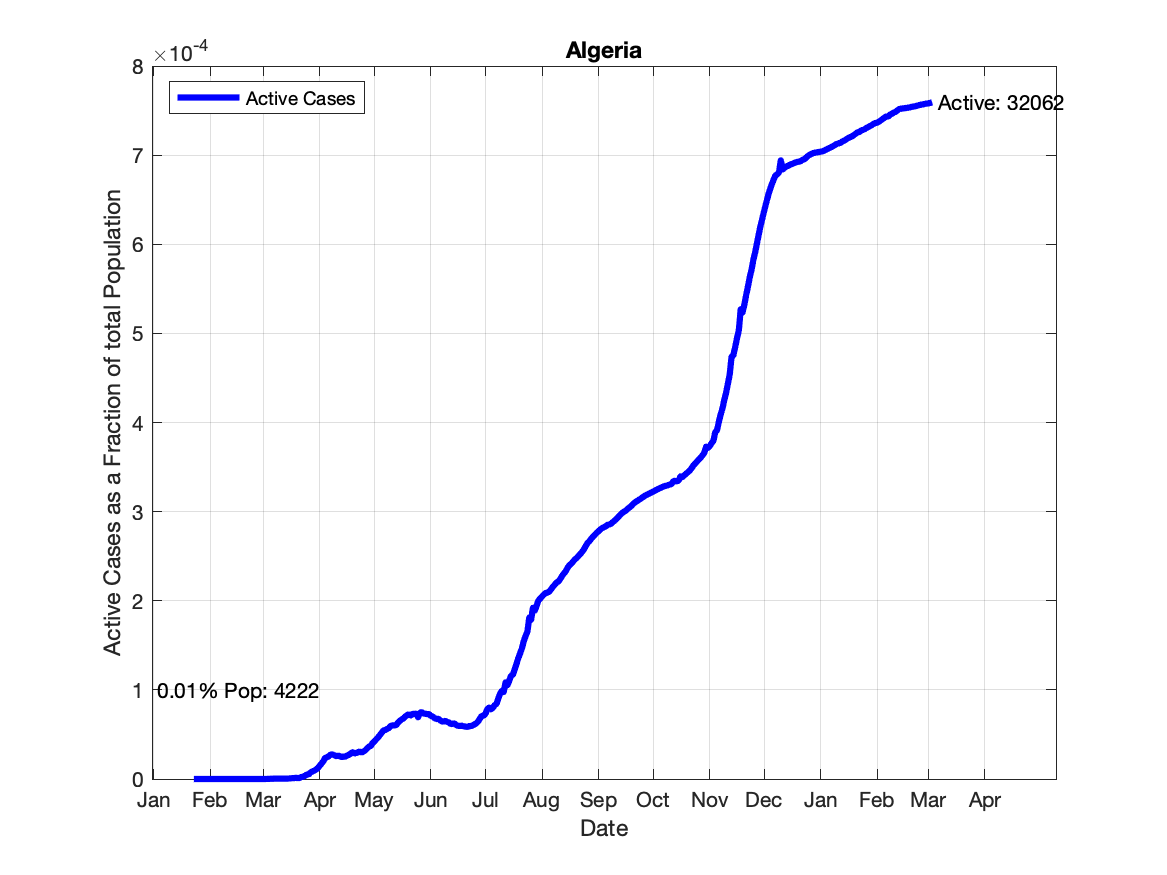 Algeria
×10-4
8
7
6
5
4
3
2
1
0
Active Cases
Active: 32062
0.01% Pop: 4222
Active Cases as a Fraction of total Population
Jan Feb Mar Apr May Jun Jul Aug Sep Oct Nov Dec Jan Feb Mar Apr
Date